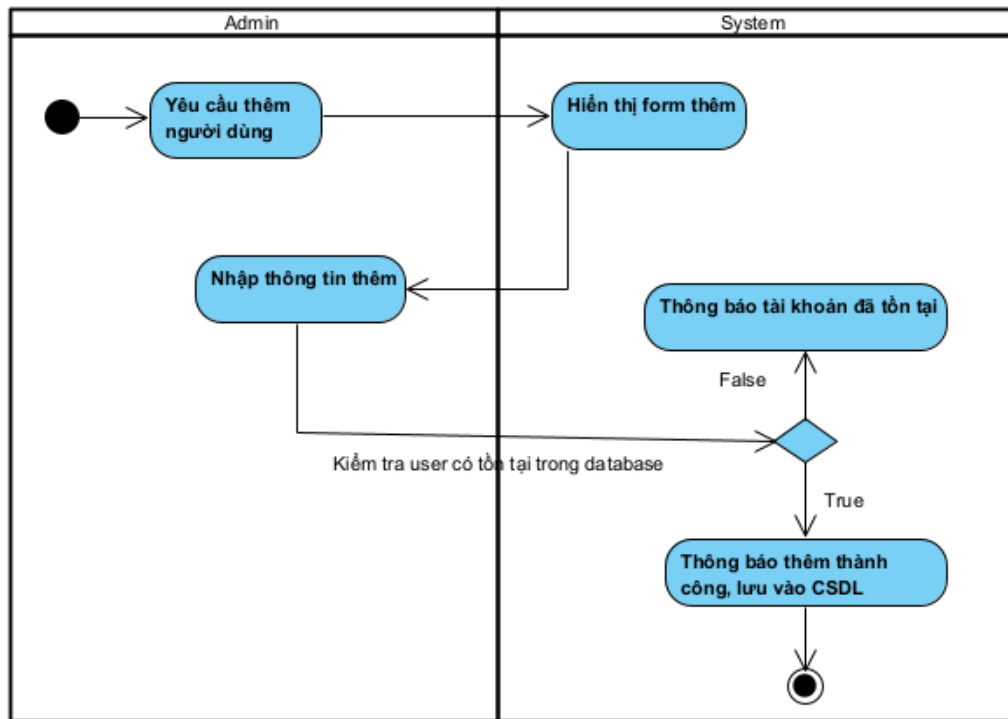 Admin
System
Yêu cầu thêm
người dùng
Hiển thị form thêm
Nhập thông tin thêm
Thông báo tài khoản đã tồn tại
False
Kiểm tra user có tồn tại trong database
True
Thông báo thêm thành
công, lưu vào CSDL